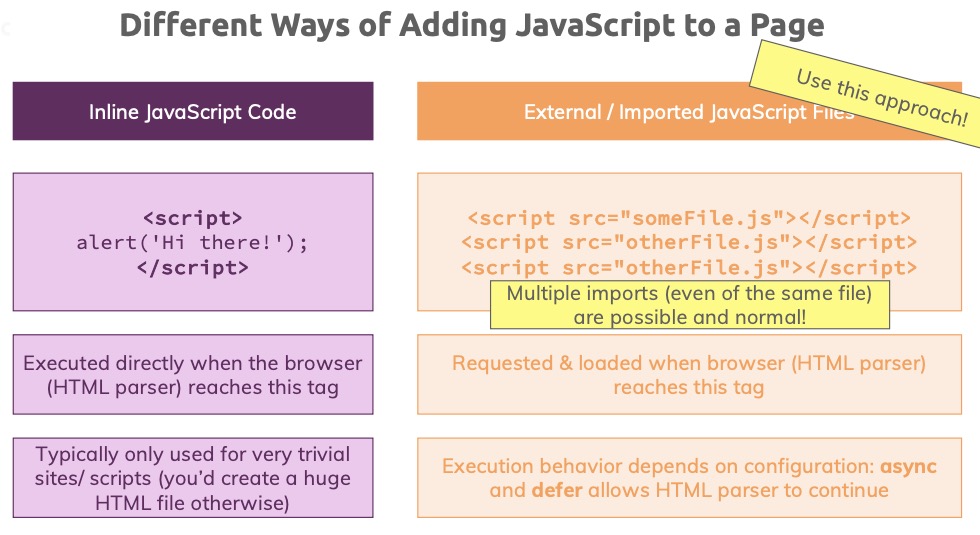 Different Ways of Adding JavaScript to a Page
Inline JavaScript Code
<script>
alert('Hi there!');
</script>
Executed directly when the browser
(HTML parser) reaches this tag
Typically only used for very trivial
sites/ scripts (you’d create a huge
HTML file otherwise)
External / Imported JavaScript Files
Use this approach!
<script src="someFile.js"></script>
<script src="otherFile.js"></script>
<script src="otherFile.js"></script>
Multiple imports (even of the same file)
are possible and normal!
Requested & loaded when browser (HTML parser)
reaches this tag
Execution behavior depends on configuration: async
and defer allows HTML parser to continue